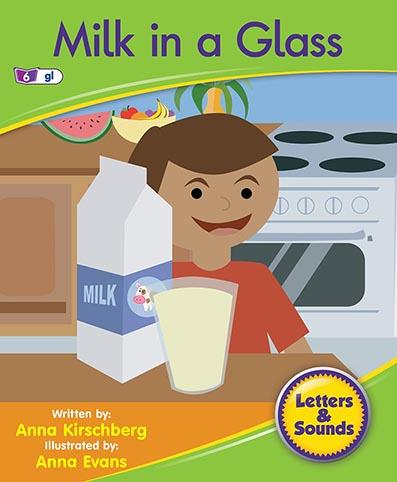 Milk in a Glass
6 gl
MILK
Written by:
Anna Kirschberg
Illustrated by:
Anna Evans
Letters
&
Sounds